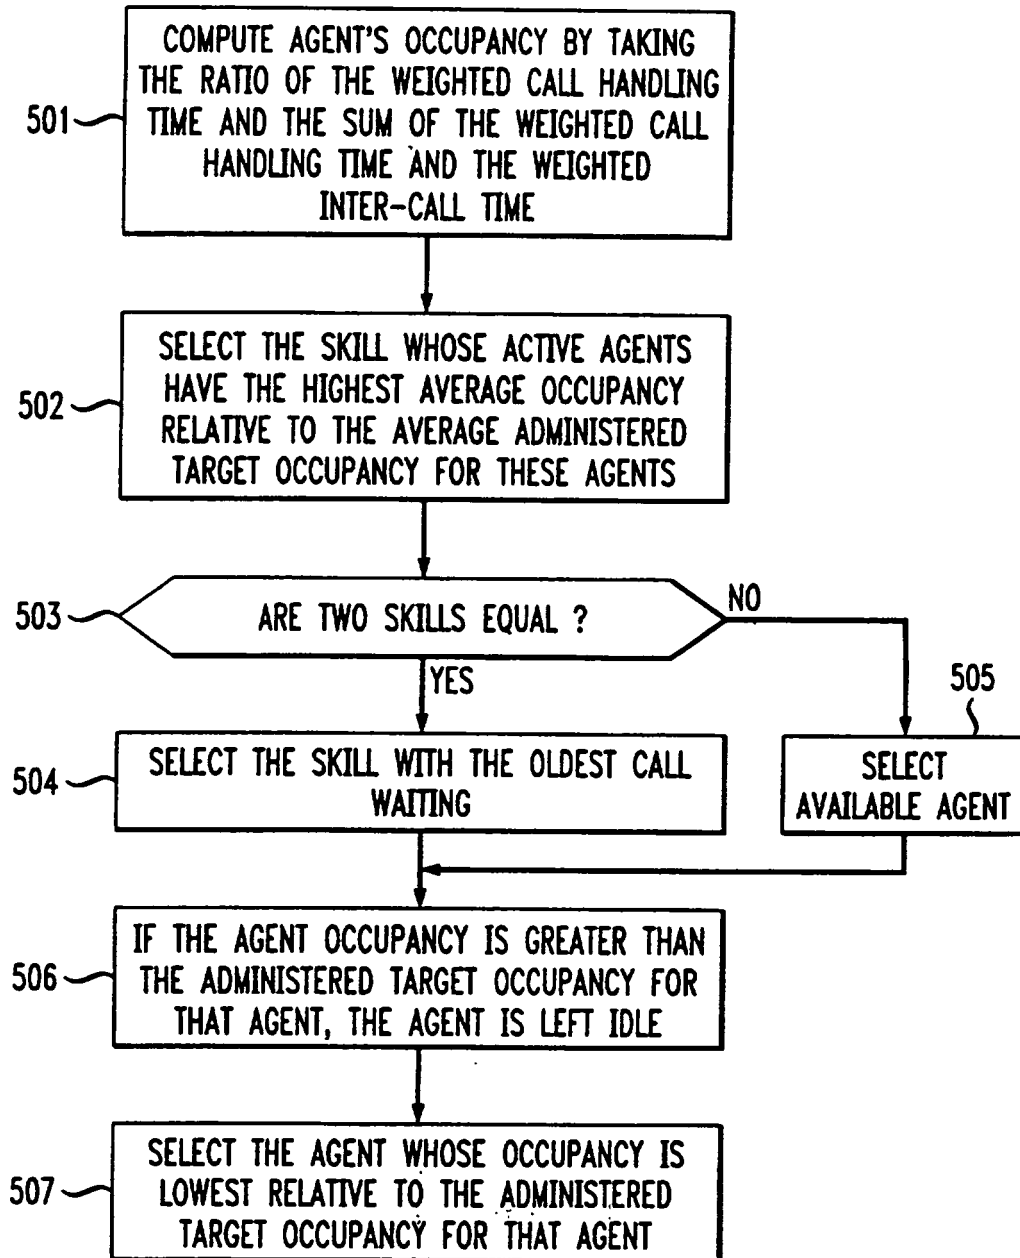 501
COMPUTE AGENT'S OCCUPANCY BY TAKING
THE RATIO OF THE WEIGHTED CALL HANDLING
TIME AND THE SUM OF THE WEIGHTED CALL
HANDLING TIME AND THE WEIGHTED
INTER-CALL TIME
502
SELECT THE SKILL WHOSE ACTIVE AGENTS
HAVE THE HIGHEST AVERAGE OCCUPANCY
RELATIVE TO THE AVERAGE ADMINISTERED
TARGET OCCUPANCY FOR THESE AGENTS
503
ARE TWO SKILLS EQUAL ?
NO
YES
504
SELECT THE SKILL WITH THE OLDEST CALL
WAITING
505
SELECT
AVAILABLE AGENT
506
IF THE AGENT OCCUPANCY IS GREATER THAN
THE ADMINISTERED TARGET OCCUPANCY FOR
THAT AGENT, THE AGENT IS LEFT IDLE
507
SELECT THE AGENT WHOSE OCCUPANCY IS
LOWEST RELATIVE TO THE ADMINISTERED
TARGET OCCUPANCY FOR THAT AGENT